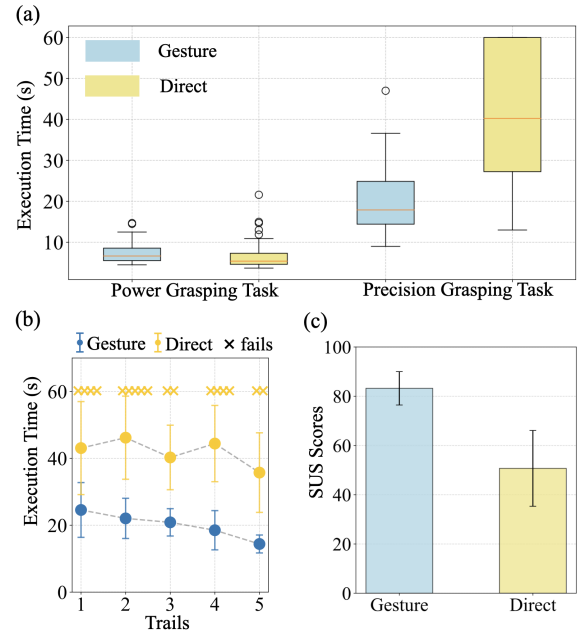 (a)
Execution Time (s)
60
50
40
30
20
10
Gesture
Direct
Power Grasping Task
Precision Grasping Task
(b)
Gesture Direct fails
Execution Time (s)
80
60
40
20
0
1 2 3 4 5
Trails
(c)
SUS Scores
100
80
60
40
20
0
Gesture Direct